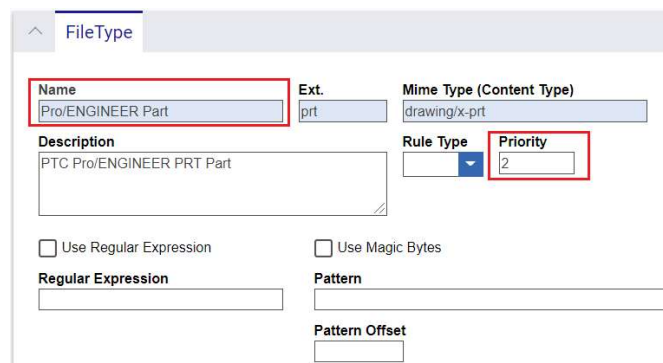 FileType
Name Ext. Mime Type (Content Type)
Pro/ENGINEER Part prt drawing/x-prt
Description Rule Type Priority
PTC Pro/ENGINEER PRT Part 2
Use Regular Expression Use Magic Bytes
Regular Expression Pattern
Pattern Offset